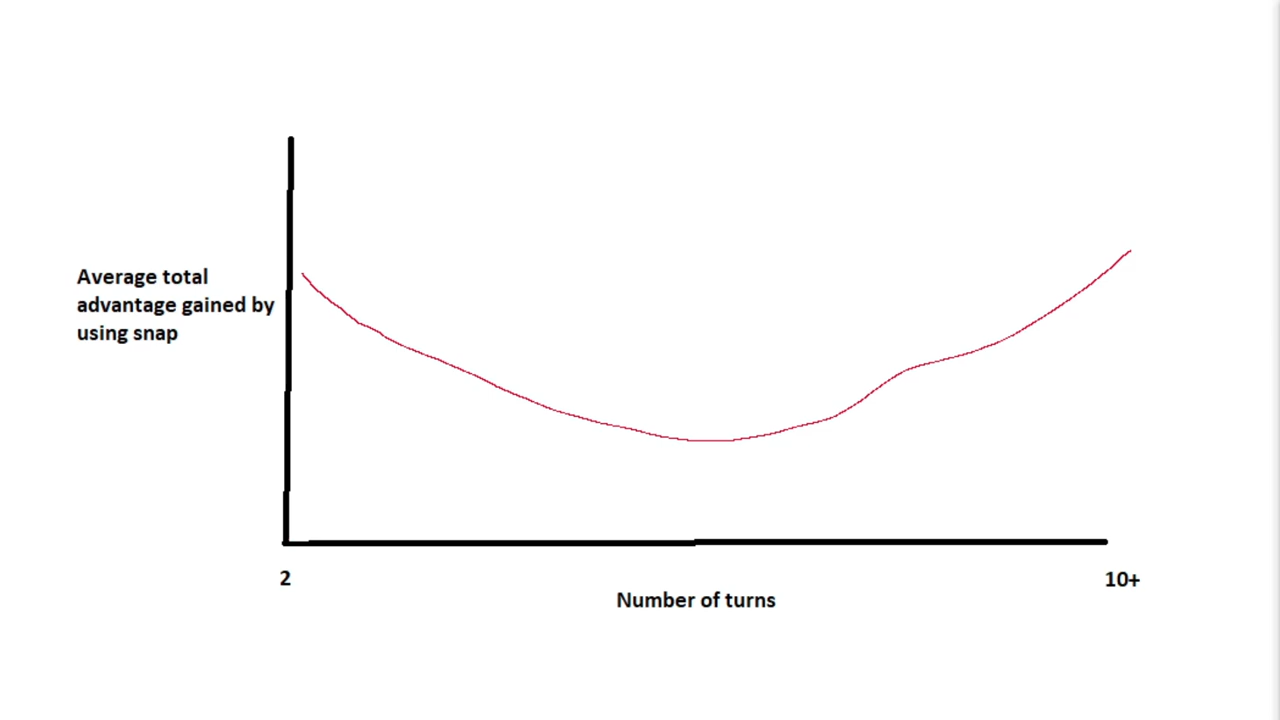 Average total
advantage gained by
using snap
2
10+
Number of turns